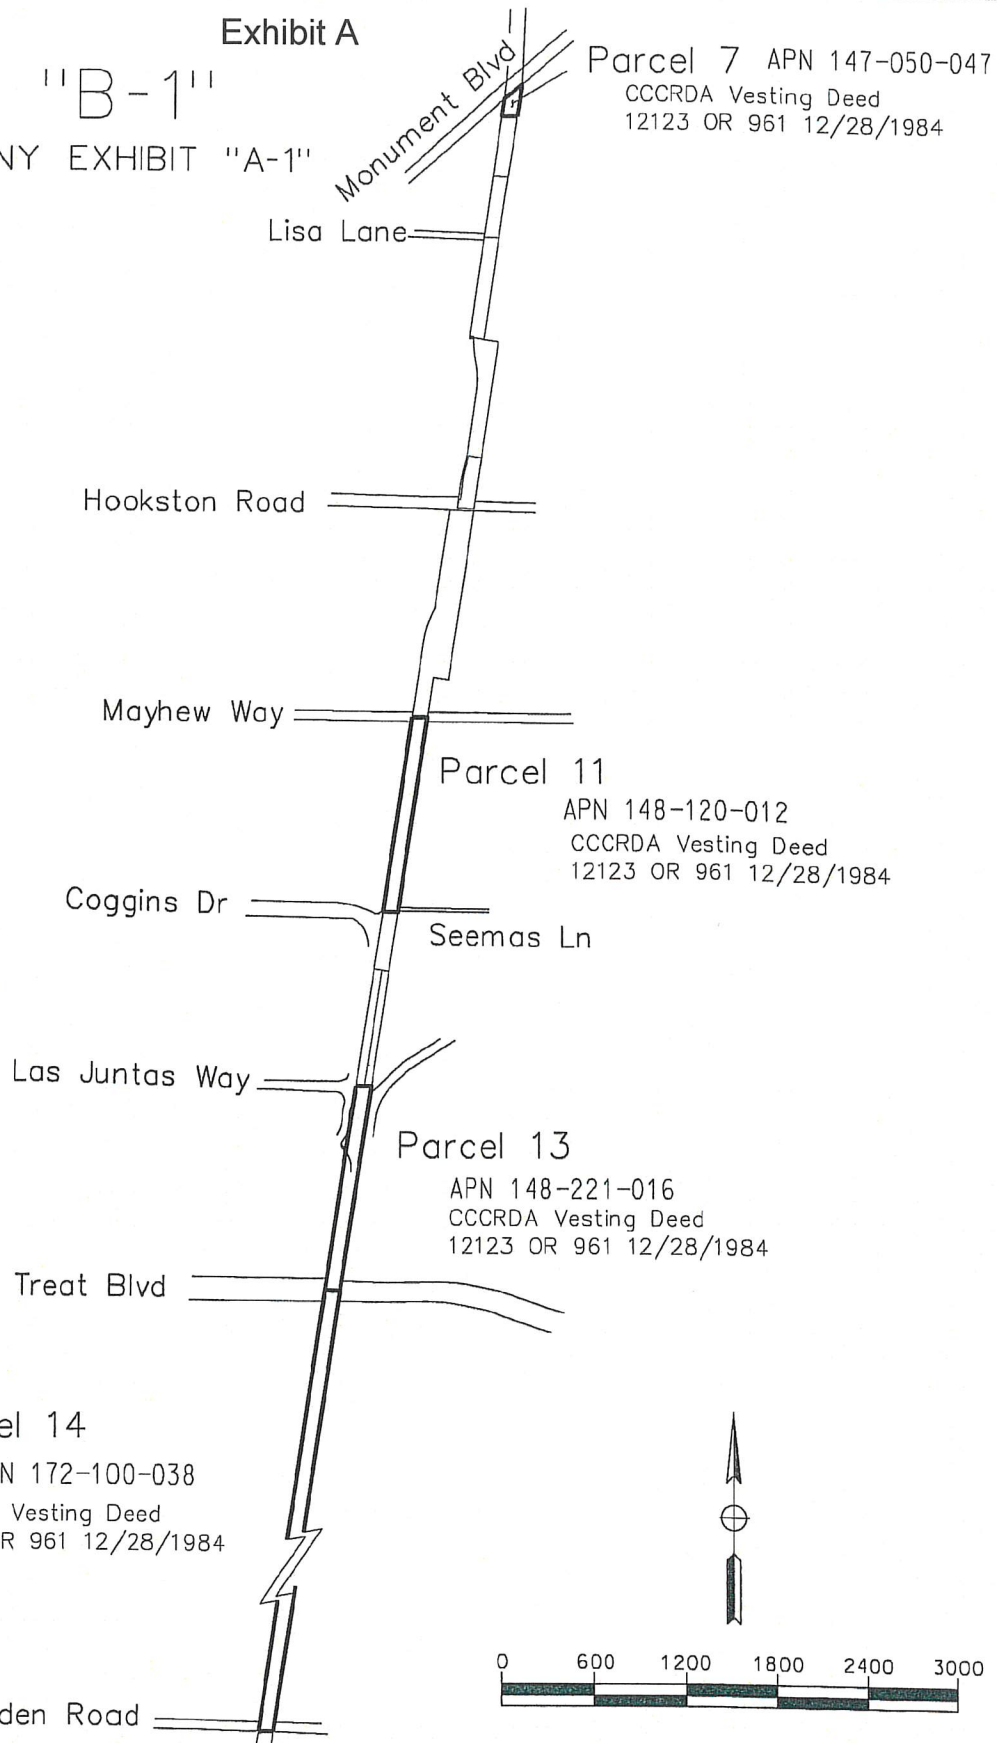 Exhibit A
"B-1"
NY EXHIBIT "A-1"
Monument Blvd
Parcel 7 APN 147-050-047
CCCRDA Vesting Deed
12123 OR 961 12/28/1984
Lisa Lane
Hookston Road
Mayhew Way
Parcel 11
APN 148-120-012
CCCRDA Vesting Deed
12123 OR 961 12/28/1984
Coggins Dr
Seemas Ln
Las Juntas Way
Parcel 13
APN 148-221-016
CCCRDA Vesting Deed
12123 OR 961 12/28/1984
Treat Blvd
el 14
N 172-100-038
Vesting Deed
R 961 12/28/1984
0 600 1200 1800 2400 3000
den Road